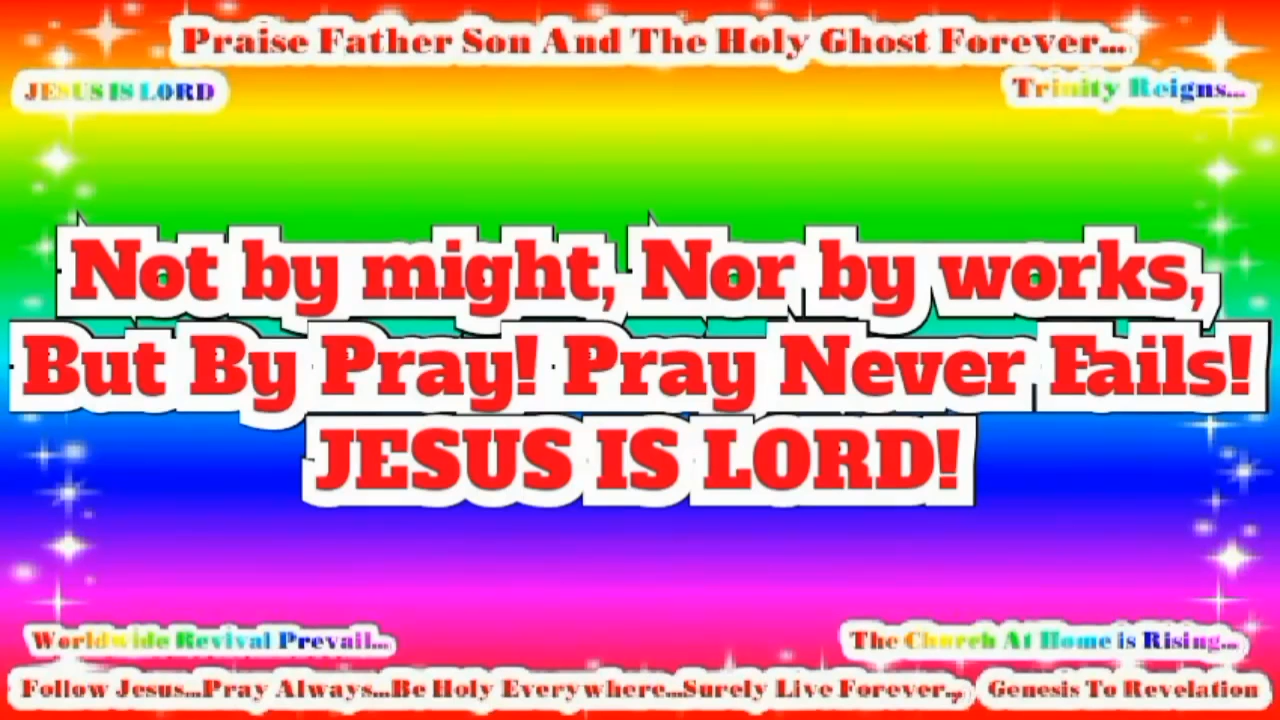 Praise Father Son And The Holy Ghost Forever...
JESUS IS LORD
Trinity Reigns...
Not by might, Nor by works,
But By Pray! Pray Never Fails!
JESUS IS LORD!
Worldwide Revival Prevail...
The Church At Home is Rising...
Follow Jesus...Pray Always...Be Holy Everywhere...Surely Live Forever..,
Genesis To Revelation